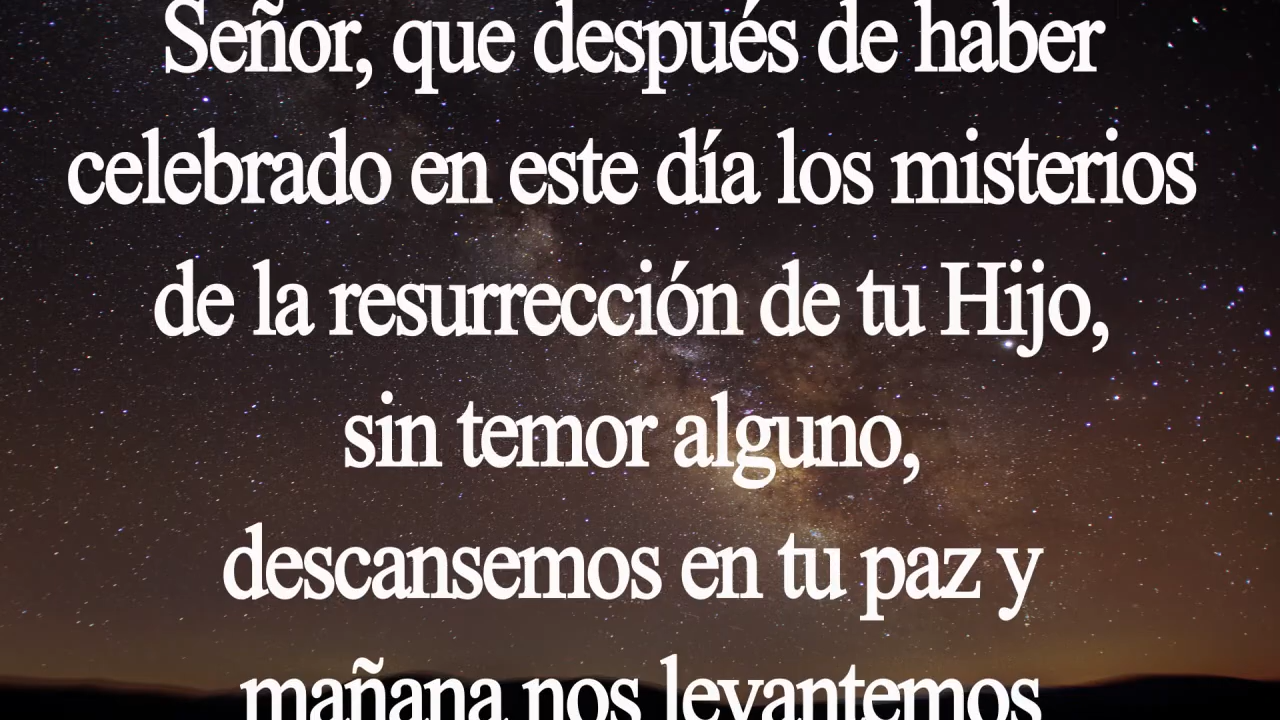 Señor, que después de haber
celebrado en este día los misterios
de la resurrección de tu Hijo,
sin temor alguno,
descansemos en tu paz y
mañana nos levantemos